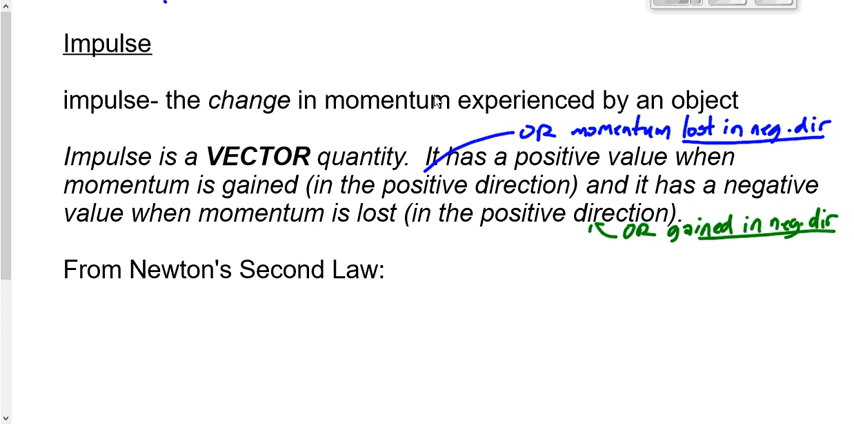 Impulse
impulse- the change in momentum experienced by an object
OR momentum lost in neg. dir
Impulse is a VECTOR quantity. It has a positive value when
momentum is gained (in the positive direction) and it has a negative
value when momentum is lost (in the positive direction).
OR gained in neg. dir
From Newton's Second Law: